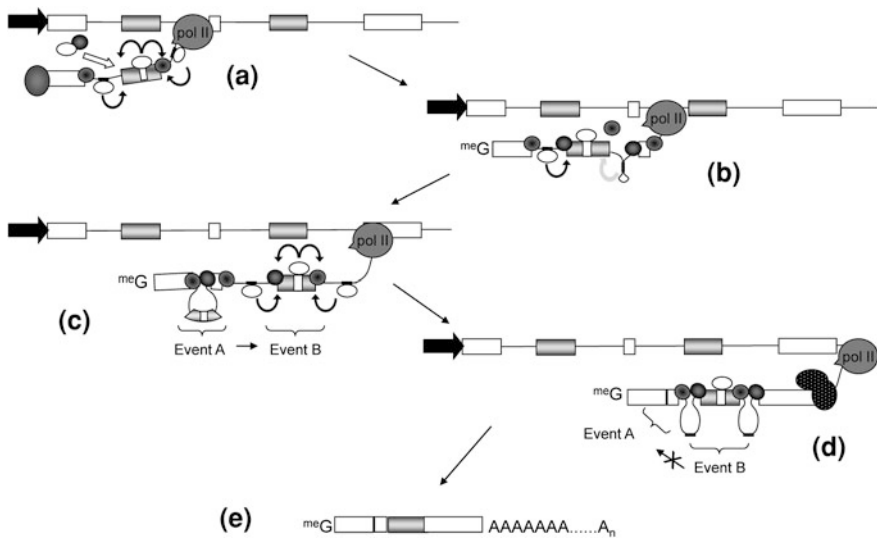 pol II
(a)
pol II
meG
(b)
pol II
meG
(c)
Event A
Event B
pol II
meG
Event A
Event B
(d)
(e)
meG AAAAAAA......An